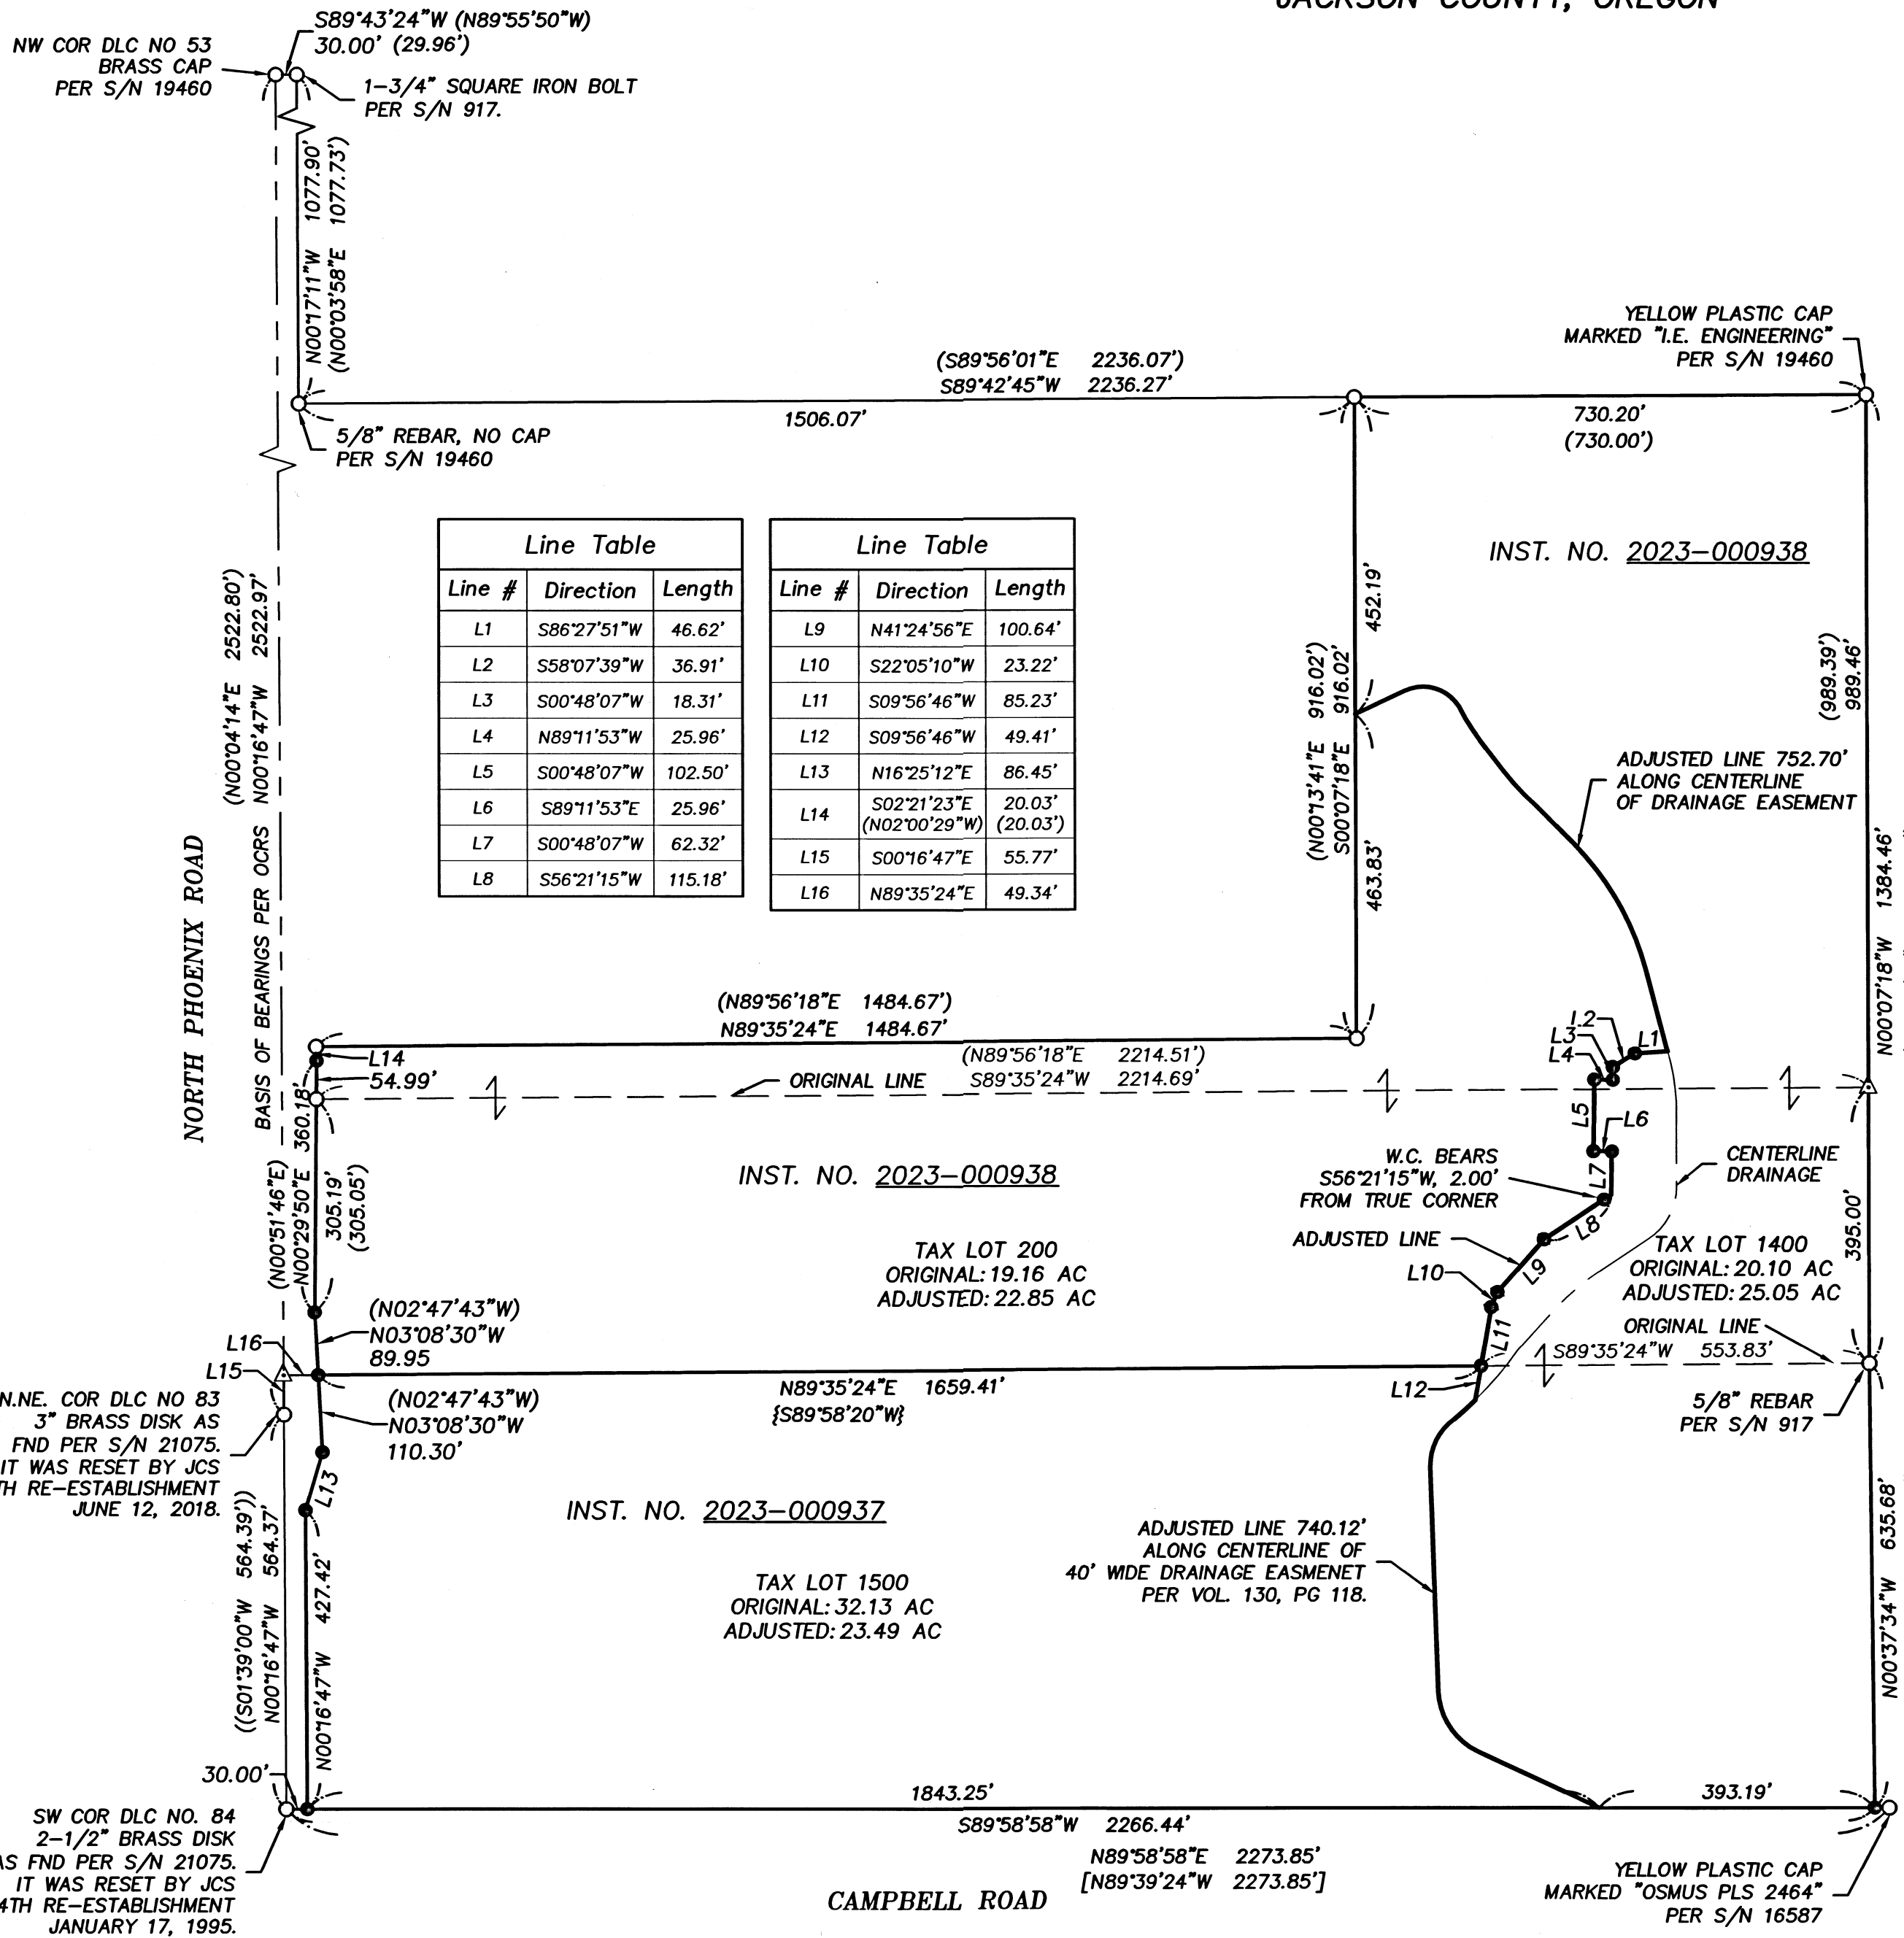 JACKSON COUNTY, OREGON
S89°43'24"W (N89°55'50"W)
30.00' (29.96')
NW COR DLC NO 53
BRASS CAP
PER S/N 19460
1-3/4" SQUARE IRON BOLT
PER S/N 917.
N00°17'11"W 1077.90'
(N00°03'58"E 1077.73')
YELLOW PLASTIC CAP
MARKED "I.E. ENGINEERING"
PER S/N 19460
(S89°56'01"E 2236.07')
S89°42'45"W 2236.27'
1506.07'
730.20'
(730.00')
5/8" REBAR, NO CAP
PER S/N 19460
Line Table
Line # Direction Length
L1 S86°27'51"W 46.62'
L2 S58°07'39"W 36.91'
L3 S00°48'07"W 18.31'
L4 N89°11'53"W 25.96'
L5 S00°48'07"W 102.50'
L6 S89°11'53"E 25.96'
L7 S00°48'07"W 62.32'
L8 S56°21'15"W 115.18'
Line Table
Line # Direction Length
L9 N41°24'56"E 100.64'
L10 S22°05'10"W 23.22'
L11 S09°56'46"W 85.23'
L12 S09°56'46"W 49.41'
L13 N16°25'12"E 86.45'
L14 S02°21'23"E 20.03'
(N02°00'29"W) (20.03')
L15 S00°16'47"E 55.77'
L16 N89°35'24"E 49.34'
INST. NO. 2023-000938
452.19'
(N00°13'41"E 916.02')
S00°07'18"E 916.02'
463.83'
(989.39')
989.46'
N00°07'18"W 1384.46'
ADJUSTED LINE 752.70'
ALONG CENTERLINE
OF DRAINAGE EASEMENT
(N00°04'14"E 2522.80')
N00°16'47"W 2522.97'
BASIS OF BEARINGS PER OCRS
NORTH PHOENIX ROAD
(N89°56'18"E 1484.67')
N89°35'24"E 1484.67'
L14
54.99'
(N89°56'18"E 2214.51')
ORIGINAL LINE S89°35'24"W 2214.69'
L2
L1
L3
L4
L5
L6
L7
L8
L9
L10
L11
L12
(N00°51'46"E)
N00°29'50"E 360.18'
305.19'
(305.05')
INST. NO. 2023-000938
W.C. BEARS
S56°21'15"W, 2.00'
FROM TRUE CORNER
CENTERLINE
DRAINAGE
395.00'
ADJUSTED LINE
TAX LOT 200
ORIGINAL: 19.16 AC
ADJUSTED: 22.85 AC
TAX LOT 1400
ORIGINAL: 20.10 AC
ADJUSTED: 25.05 AC
ORIGINAL LINE
S89°35'24"W 553.83'
(N02°47'43"W)
N03°08'30"W
89.95
L16
L15
N89°35'24"E 1659.41'
{S89°58'20"W}
(N02°47'43"W)
N03°08'30"W
110.30'
N.NE. COR DLC NO 83
3" BRASS DISK AS
FND PER S/N 21075.
IT WAS RESET BY JCS
TH RE-ESTABLISHMENT
JUNE 12, 2018.
5/8" REBAR
PER S/N 917
L13
INST. NO. 2023-000937
((S01°39'00"W 564.39'))
N00°16'47"W 564.37'
N00°16'47"W 427.42'
ADJUSTED LINE 740.12'
ALONG CENTERLINE OF
40' WIDE DRAINAGE EASMENET
PER VOL. 130, PG 118.
N00°37'34"W 635.68'
TAX LOT 1500
ORIGINAL: 32.13 AC
ADJUSTED: 23.49 AC
30.00'
1843.25'
393.19'
S89°58'58"W 2266.44'
N89°58'58"E 2273.85'
[N89°39'24"W 2273.85']
SW COR DLC NO. 84
2-1/2" BRASS DISK
AS FND PER S/N 21075.
IT WAS RESET BY JCS
4TH RE-ESTABLISHMENT
JANUARY 17, 1995.
CAMPBELL ROAD
YELLOW PLASTIC CAP
MARKED "OSMUS PLS 2464"
PER S/N 16587